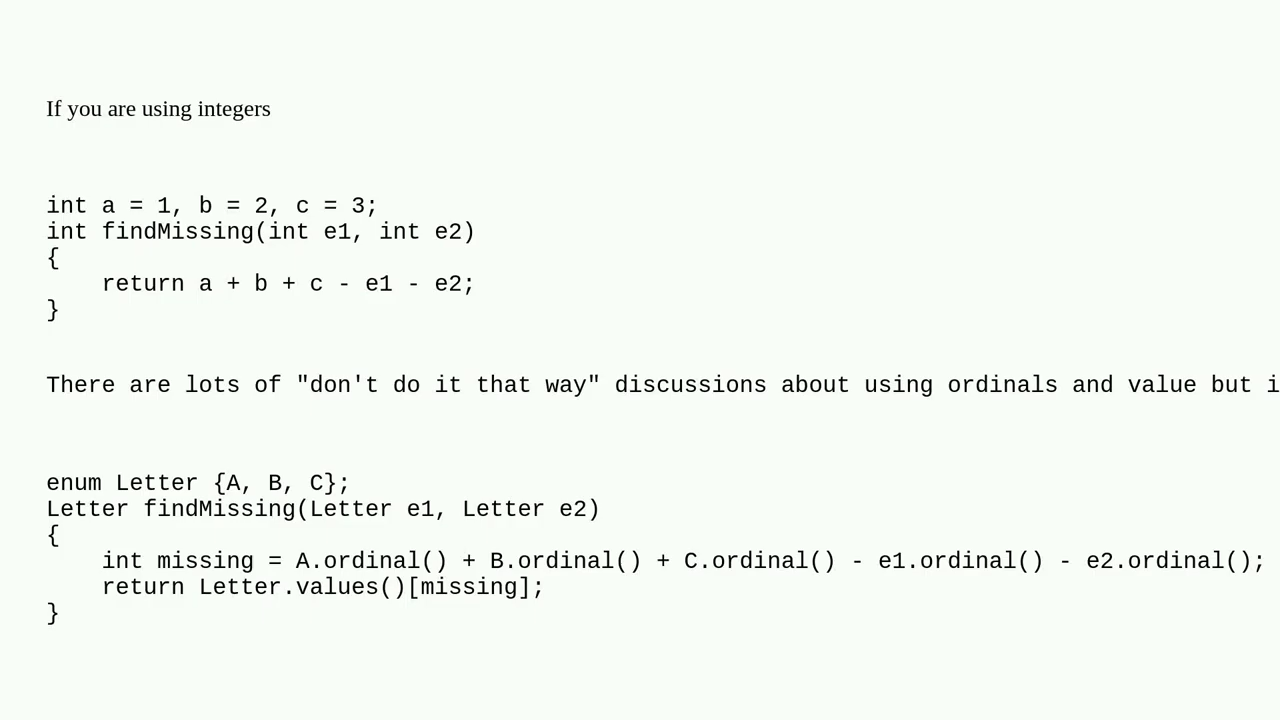 If you are using integers
int a = 1, b = 2, c = 3;
int findMissing(int e1, int e2)
{
    return a + b + c - e1 - e2;
}
There are lots of "don't do it that way" discussions about using ordinals and value but
enum Letter {A, B, C};
Letter findMissing(Letter e1, Letter e2)
{
    int missing = A.ordinal() + B.ordinal() + C.ordinal() - e1.ordinal() - e2.ordinal();
    return Letter.values()[missing];
}